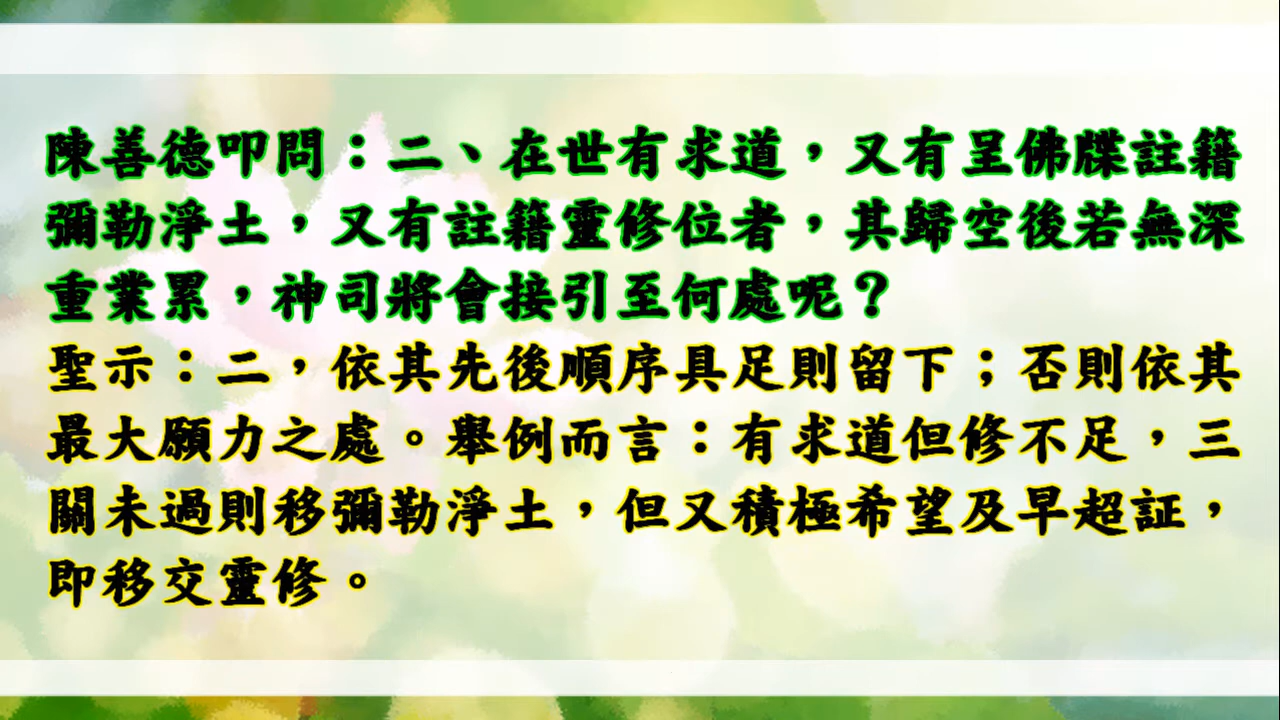 陳善德叩問：二、在世有求道，又有呈佛牒註籍
彌勒淨土，又有註籍靈修位者，其歸空後若無深
重業累，神司將會接引至何處呢？
聖示：二，依其先後順序具足則留下；否則依其
最大願力之處。舉例而言：有求道但修不足，三
關未過則移彌勒淨土，但又積極希望及早超証，
即移交靈修。